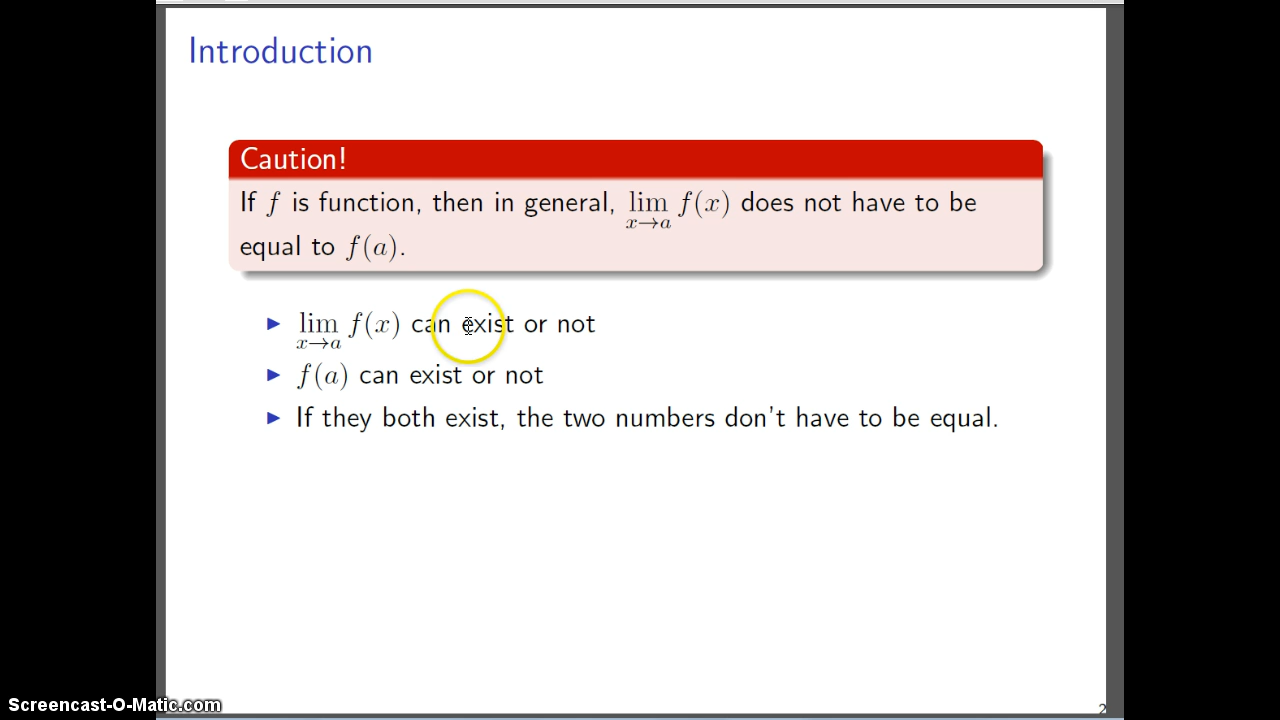 Introduction
Caution!
If f is function, then in general, lim f(x) does not have to be
x→a
equal to f(a).
▶ lim f(x) can exist or not
x→a
▶ f(a) can exist or not
▶ If they both exist, the two numbers don't have to be equal.
Screencast-O-Matic.com
2